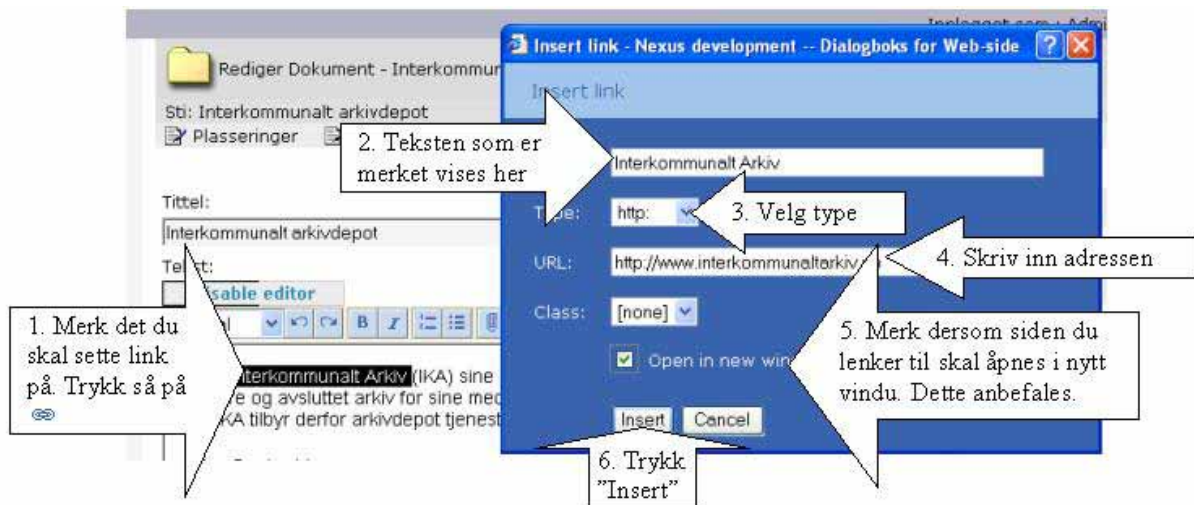 Rediger Dokument - Interkommun
Sti: Interkommunalt arkivdepot
Plasseringer
Tittel:
Interkommunalt arkivdepot
Tekst:
sable editor
B I
Interkommunalt Arkiv (IKA) sine
e og avsluttet arkiv for sine med
KA tilbyr derfor arkivdepot tjenest
1. Merk det du
skal sette link
på. Trykk så på
2. Teksten som er
merket vises her
Insert link - Nexus development -- Dialogboks for Web-side
Insert link
Interkommunalt Arkiv
Type: http:
3. Velg type
URL: http://www.interkommunaltarkiv
4. Skriv inn adressen
Class: [none]
Open in new win
5. Merk dersom siden du
lenker til skal åpnes i nytt
vindu. Dette anbefales.
Insert Cancel
6. Trykk
"Insert"